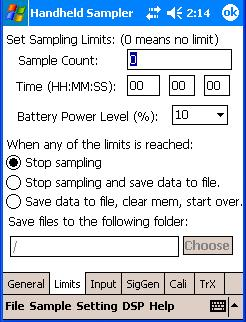 Handheld Sampler 2:14 ok
Set Sampling Limits: (0 means no limit)
Sample Count: 0
Time (HH:MM:SS): 00 00 00
Battery Power Level (%): 10
When any of the limits is reached:
Stop sampling
Stop sampling and save data to file.
Save data to file, clear mem, start over.
Save files to the following folder:
/ Choose
General Limits Input SigGen Cali TrX
File Sample Setting DSP Help